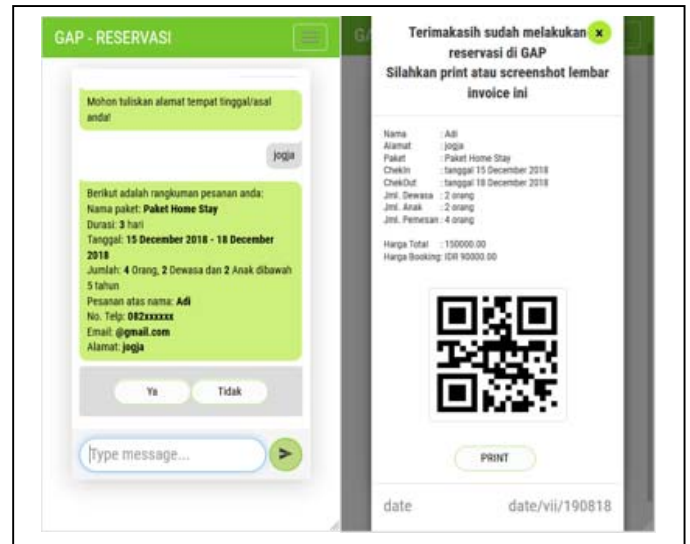 GAP - RESERVASI
Mohon tuliskan alamat tempat tinggal/asal
anda!
jogja
Berikut adalah rangkuman pesanan anda:
Nama paket: Paket Home Stay
Durasi: 3 hari
Tanggal: 15 December 2018 - 18 December
2018
Jumlah: 4 Orang, 2 Dewasa dan 2 Anak dibawah
5 tahun
Pesanan atas nama: Adi
No. Telp: 082xxxxxx
Email: @gmail.com
Alamat: jogja
Ya Tidak
Type message...
Terimakasih sudah melakukan
reservasi di GAP
Silahkan print atau screenshot lembar
invoice ini
Nama : Adi
Alamat : jogja
Paket : Paket Home Stay
ChekIn : tanggal 15 December 2018
ChekOut : tanggal 18 December 2018
Jml. Dewasa : 2 orang
Jml. Anak : 2 orang
Jml. Pemesan : 4 orang
Harga Total : 150000.00
Harga Booking: IDR 90000.00
PRINT
date date/vii/190818